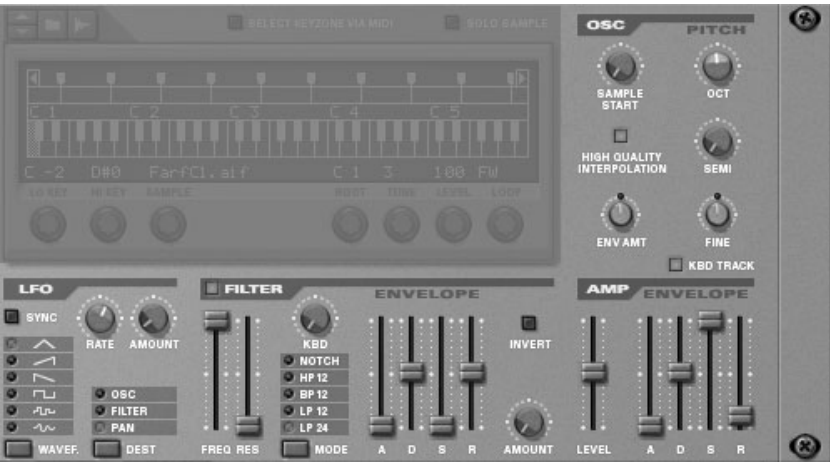 SELECT KEYZONE VIA MIDI SOLO SAMPLE
C 1 C 2 C 3 C 4 C 5
C -2 D#0 FarfC1.aif C 1 3 100 FW
LO KEY HI KEY SAMPLE ROOT TUNE LEVEL LOOP
OSC PITCH
SAMPLE START OCT
HIGH QUALITY INTERPOLATION SEMI
ENV AMT FINE
KBD TRACK
LFO
SYNC
RATE AMOUNT
OSC
FILTER
PAN
WAVEF. DEST
FILTER ENVELOPE
KBD
INVERT
NOTCH
HP 12
BP 12
LP 12
LP 24
FREQ RES MODE A D S R AMOUNT
AMP ENVELOPE
LEVEL A D S R